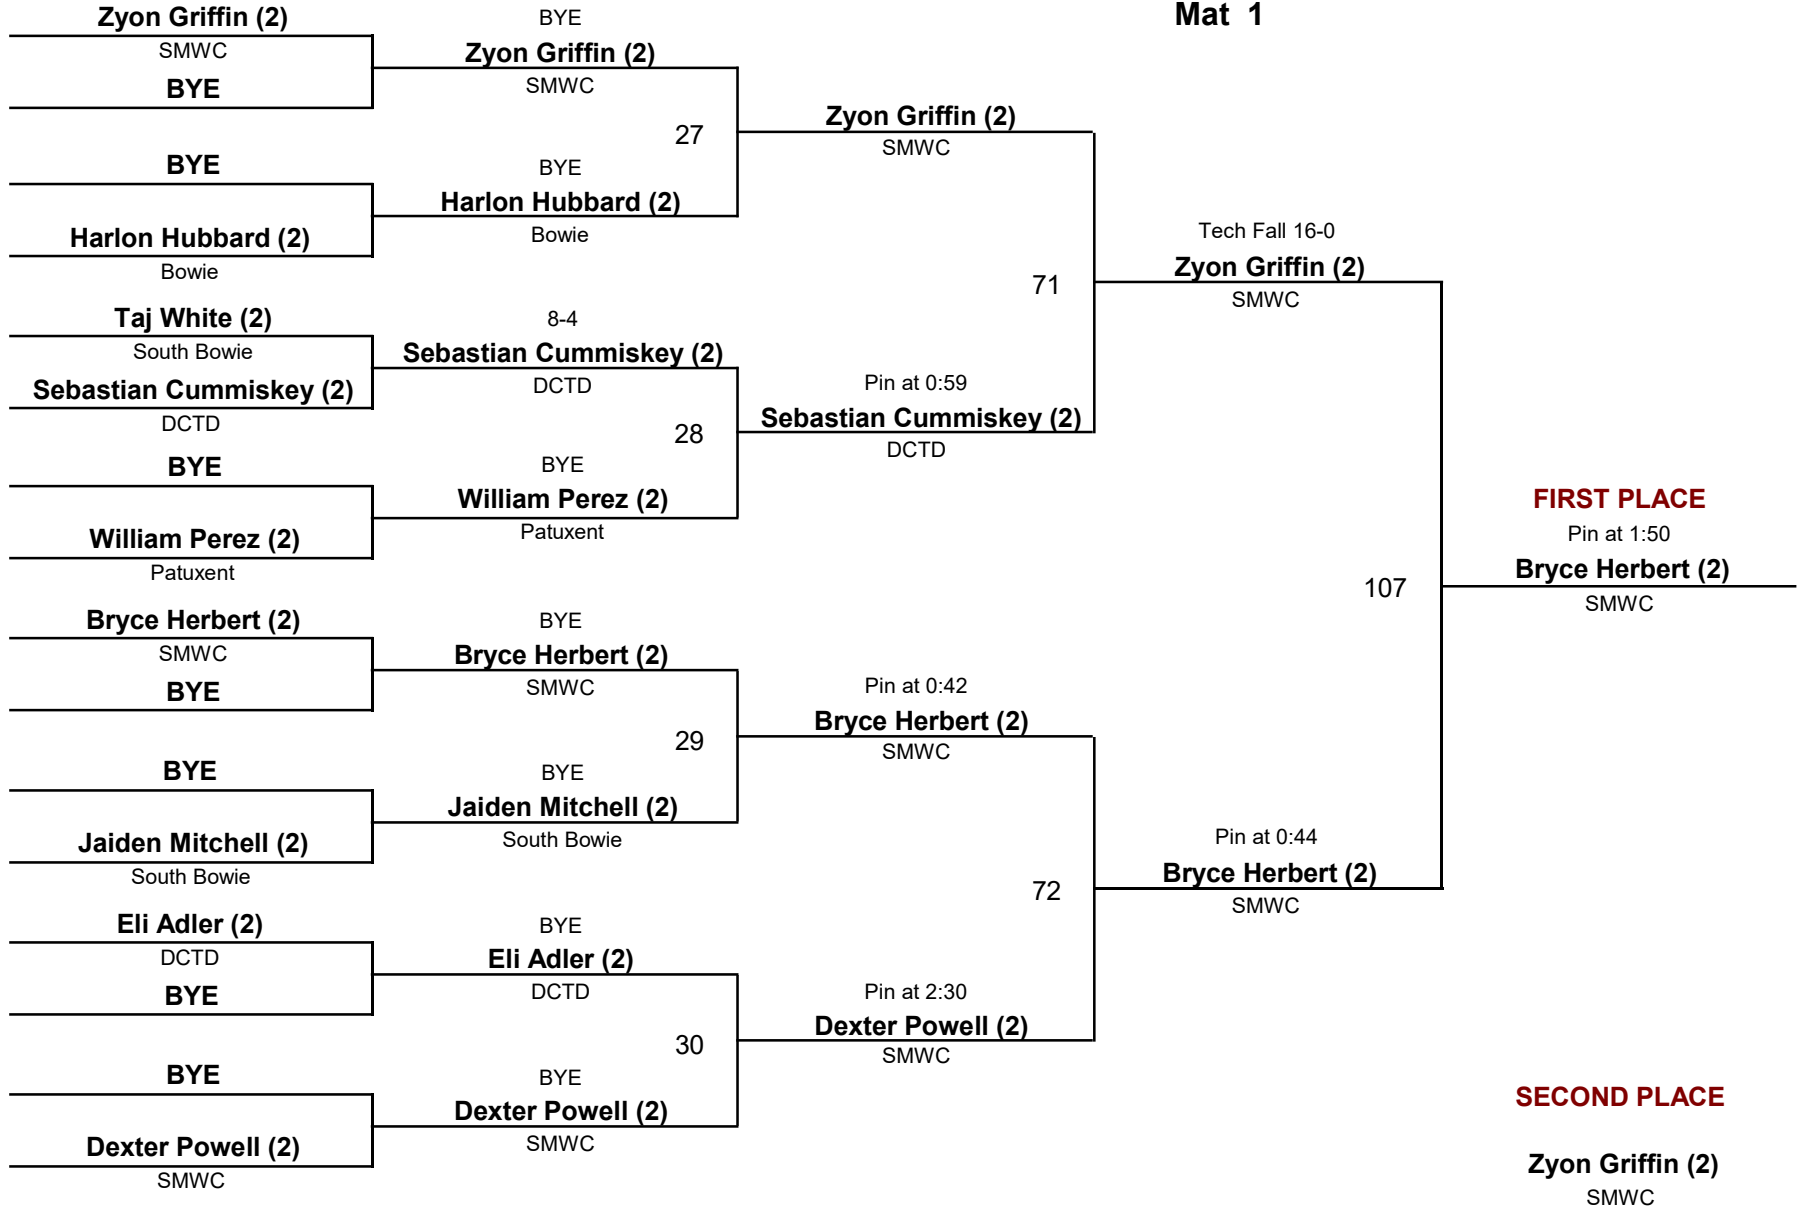 Mat 1
Zyon Griffin (2)
SMWC
BYE
BYE
Harlon Hubbard (2)
Bowie
Taj White (2)
South Bowie
Sebastian Cummiskey (2)
DCTD
BYE
William Perez (2)
Patuxent
Bryce Herbert (2)
SMWC
BYE
BYE
Jaiden Mitchell (2)
South Bowie
Eli Adler (2)
DCTD
BYE
BYE
Dexter Powell (2)
SMWC
BYE
Zyon Griffin (2)
SMWC
27
BYE
Harlon Hubbard (2)
Bowie
8-4
Sebastian Cummiskey (2)
DCTD
28
BYE
William Perez (2)
Patuxent
BYE
Bryce Herbert (2)
SMWC
29
BYE
Jaiden Mitchell (2)
South Bowie
BYE
Eli Adler (2)
DCTD
30
BYE
Dexter Powell (2)
SMWC
Zyon Griffin (2)
SMWC
71
Pin at 0:59
Sebastian Cummiskey (2)
DCTD
Pin at 0:42
Bryce Herbert (2)
SMWC
72
Pin at 2:30
Dexter Powell (2)
SMWC
Tech Fall 16-0
Zyon Griffin (2)
SMWC
107
Pin at 0:44
Bryce Herbert (2)
SMWC
FIRST PLACE
Pin at 1:50
Bryce Herbert (2)
SMWC
SECOND PLACE
Zyon Griffin (2)
SMWC